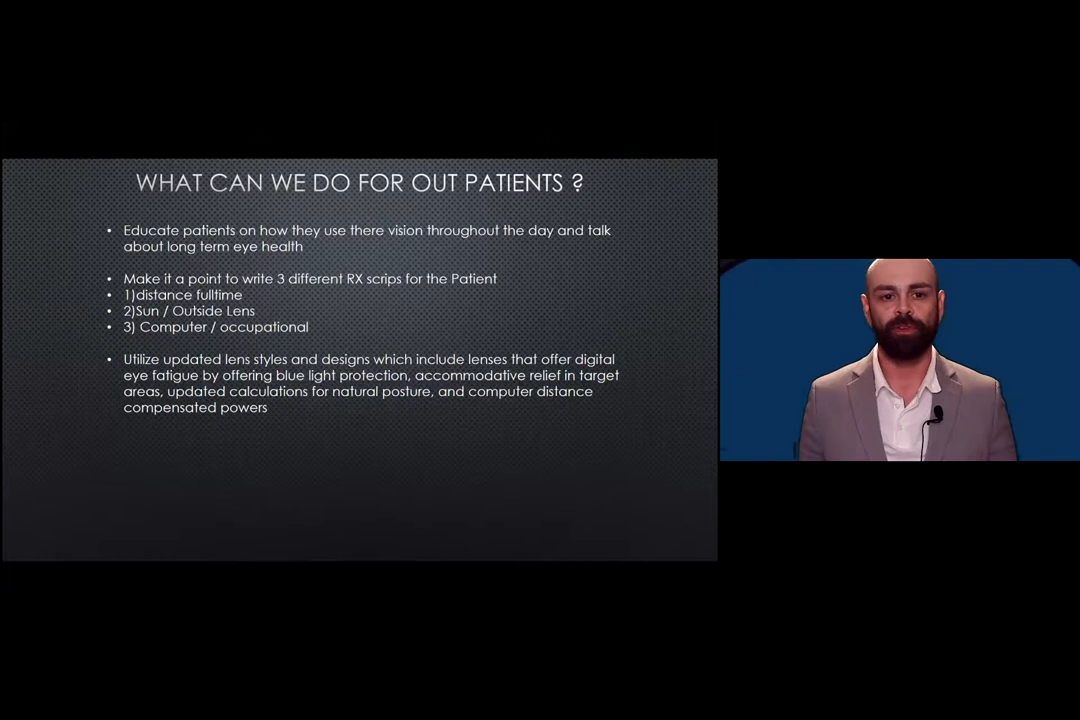 WHAT CAN WE DO FOR OUT PATIENTS ?
• Educate patients on how they use there vision throughout the day and talk
about long term eye health
• Make it a point to write 3 different RX scrips for the Patient
• 1)distance fulltime
• 2)Sun / Outside Lens
• 3) Computer / occupational
• Utilize updated lens styles and designs which include lenses that offer digital
eye fatigue by offering blue light protection, accommodative relief in target
areas, updated calculations for natural posture, and computer distance
compensated powers